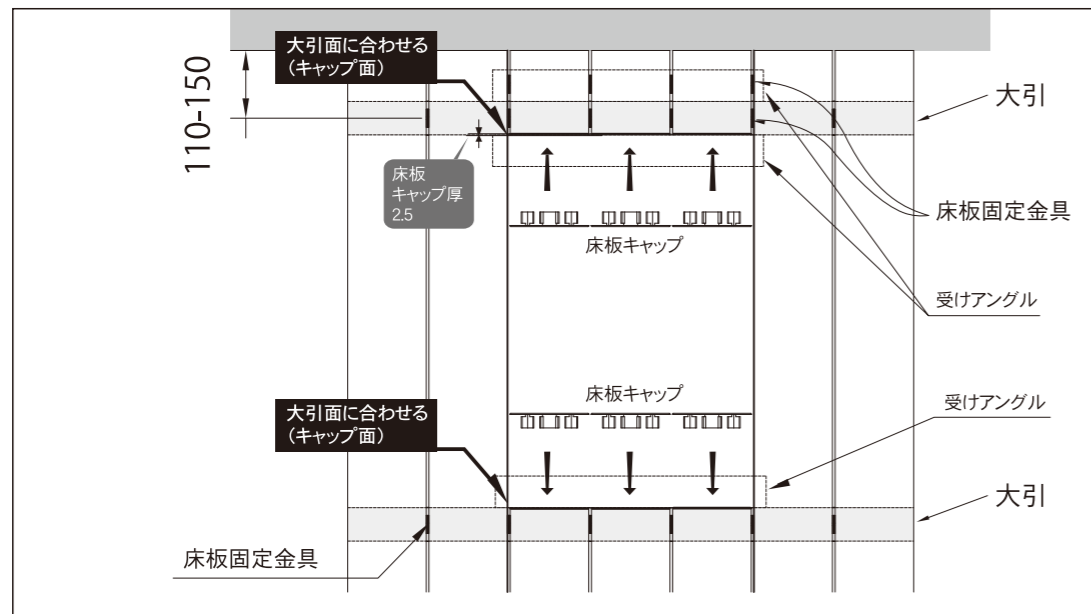 大引面に合わせる
(キャップ面)
110-150
大引
床板
キャップ厚
2.5
床板固定金具
床板キャップ
受けアングル
床板キャップ
受けアングル
大引面に合わせる
(キャップ面)
大引
床板固定金具